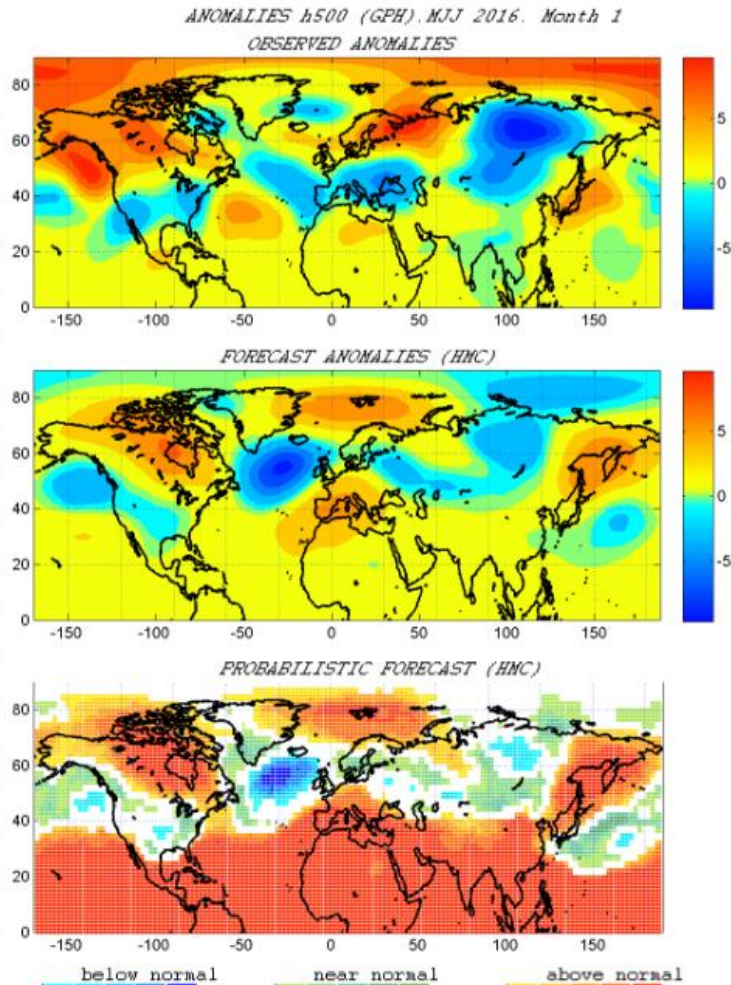 ANOMALIES h500 (GPH).MJJ 2016. Month 1
OBSERVED ANOMALIES
80
60
40
20
0
-150 -100 -50 0 50 100 150
5
0
-5
FORECAST ANOMALIES (HMC)
80
60
40
20
0
-150 -100 -50 0 50 100 150
5
0
-5
PROBABILISTIC FORECAST (HMC)
80
60
40
20
0
-150 -100 -50 0 50 100 150
below normal near normal above normal